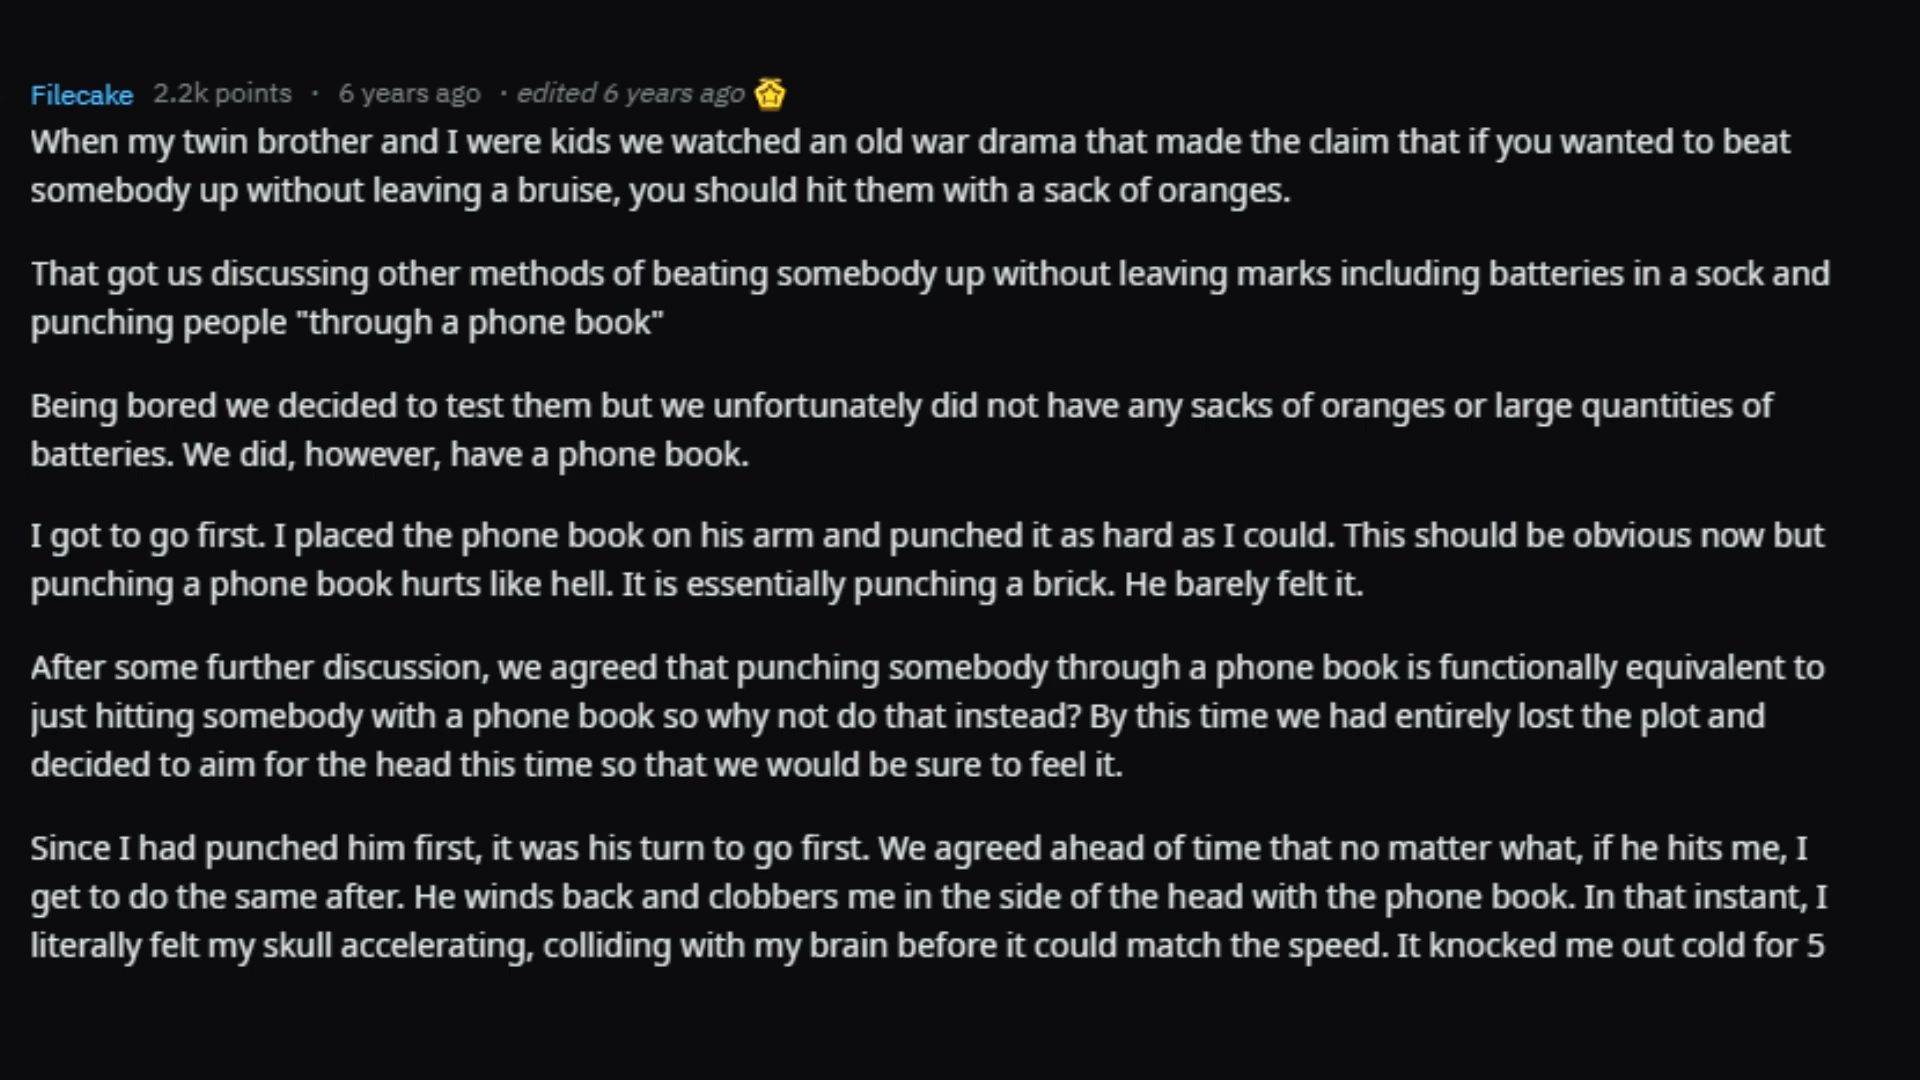 Filecake 2.2k points · 6 years ago · edited 6 years ago
When my twin brother and I were kids we watched an old war drama that made the claim that if you wanted to beat
somebody up without leaving a bruise, you should hit them with a sack of oranges.
That got us discussing other methods of beating somebody up without leaving marks including batteries in a sock and
punching people "through a phone book"
Being bored we decided to test them but we unfortunately did not have any sacks of oranges or large quantities of
batteries. We did, however, have a phone book.
I got to go first. I placed the phone book on his arm and punched it as hard as I could. This should be obvious now but
punching a phone book hurts like hell. It is essentially punching a brick. He barely felt it.
After some further discussion, we agreed that punching somebody through a phone book is functionally equivalent to
just hitting somebody with a phone book so why not do that instead? By this time we had entirely lost the plot and
decided to aim for the head this time so that we would be sure to feel it.
Since I had punched him first, it was his turn to go first. We agreed ahead of time that no matter what, if he hits me, I
get to do the same after. He winds back and clobbers me in the side of the head with the phone book. In that instant, I
literally felt my skull accelerating, colliding with my brain before it could match the speed. It knocked me out cold for 5